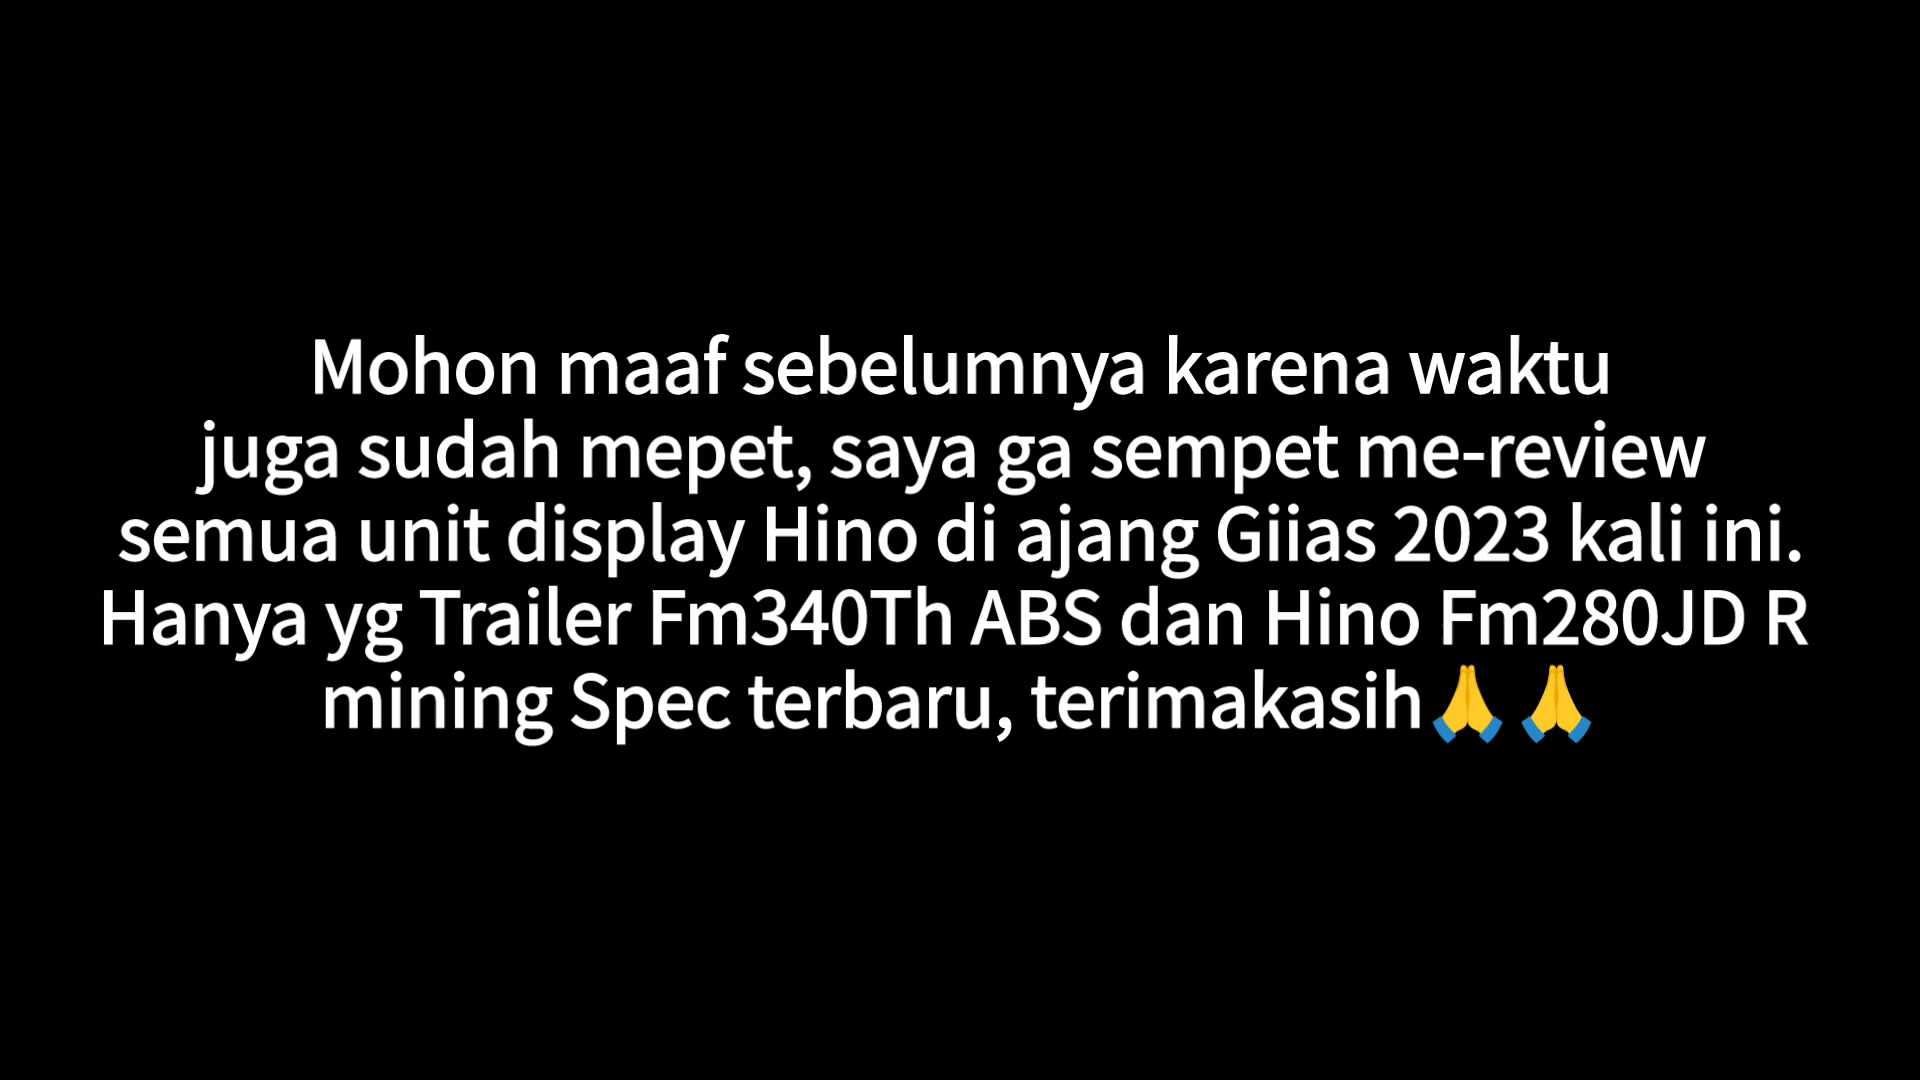 Mohon maaf sebelumnya karena waktu
juga sudah mepet, saya ga sempet me-review
semua unit display Hino di ajang Giias 2023 kali ini.
Hanya yg Trailer Fm340Th ABS dan Hino Fm280JD R
mining Spec terbaru, terimakasih🙏🙏